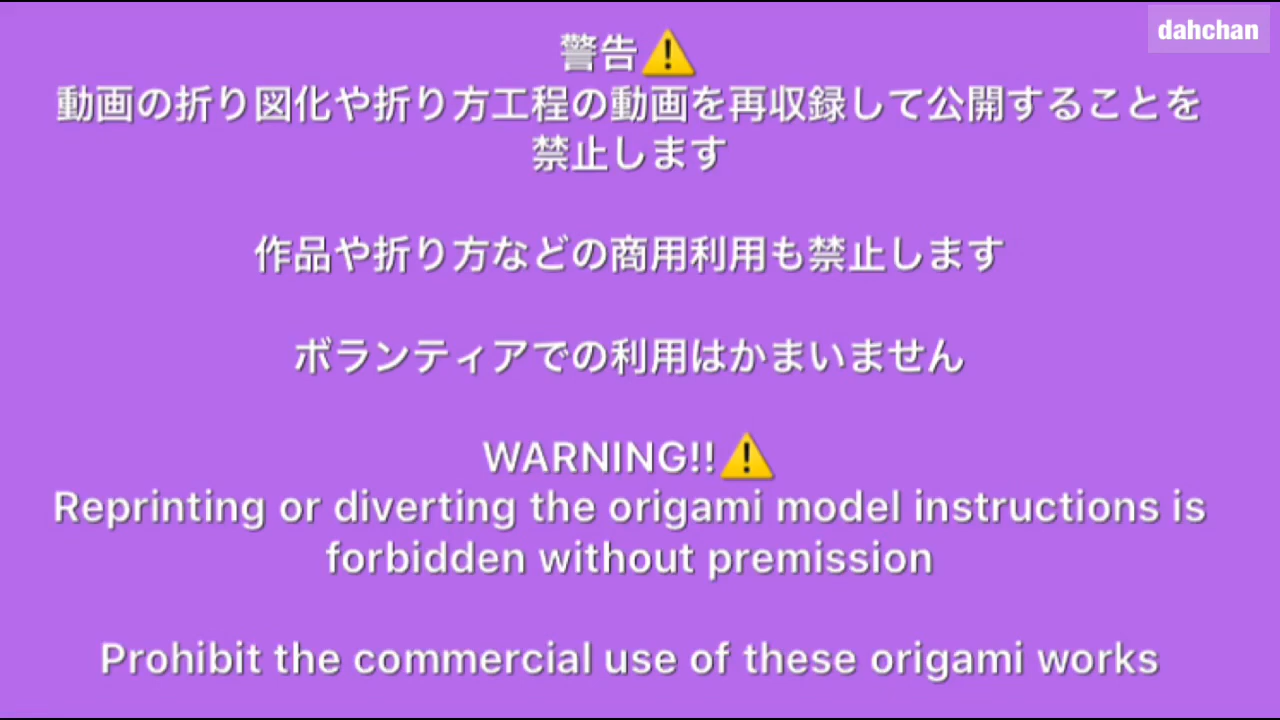 dahchan
警告⚠️
動画の折り図化や折り方工程の動画を再収録して公開することを
禁止します
作品や折り方などの商用利用も禁止します
ボランティアでの利用はかまいません
WARNING!!⚠️
Reprinting or diverting the origami model instructions is
forbidden without premission
Prohibit the commercial use of these origami works